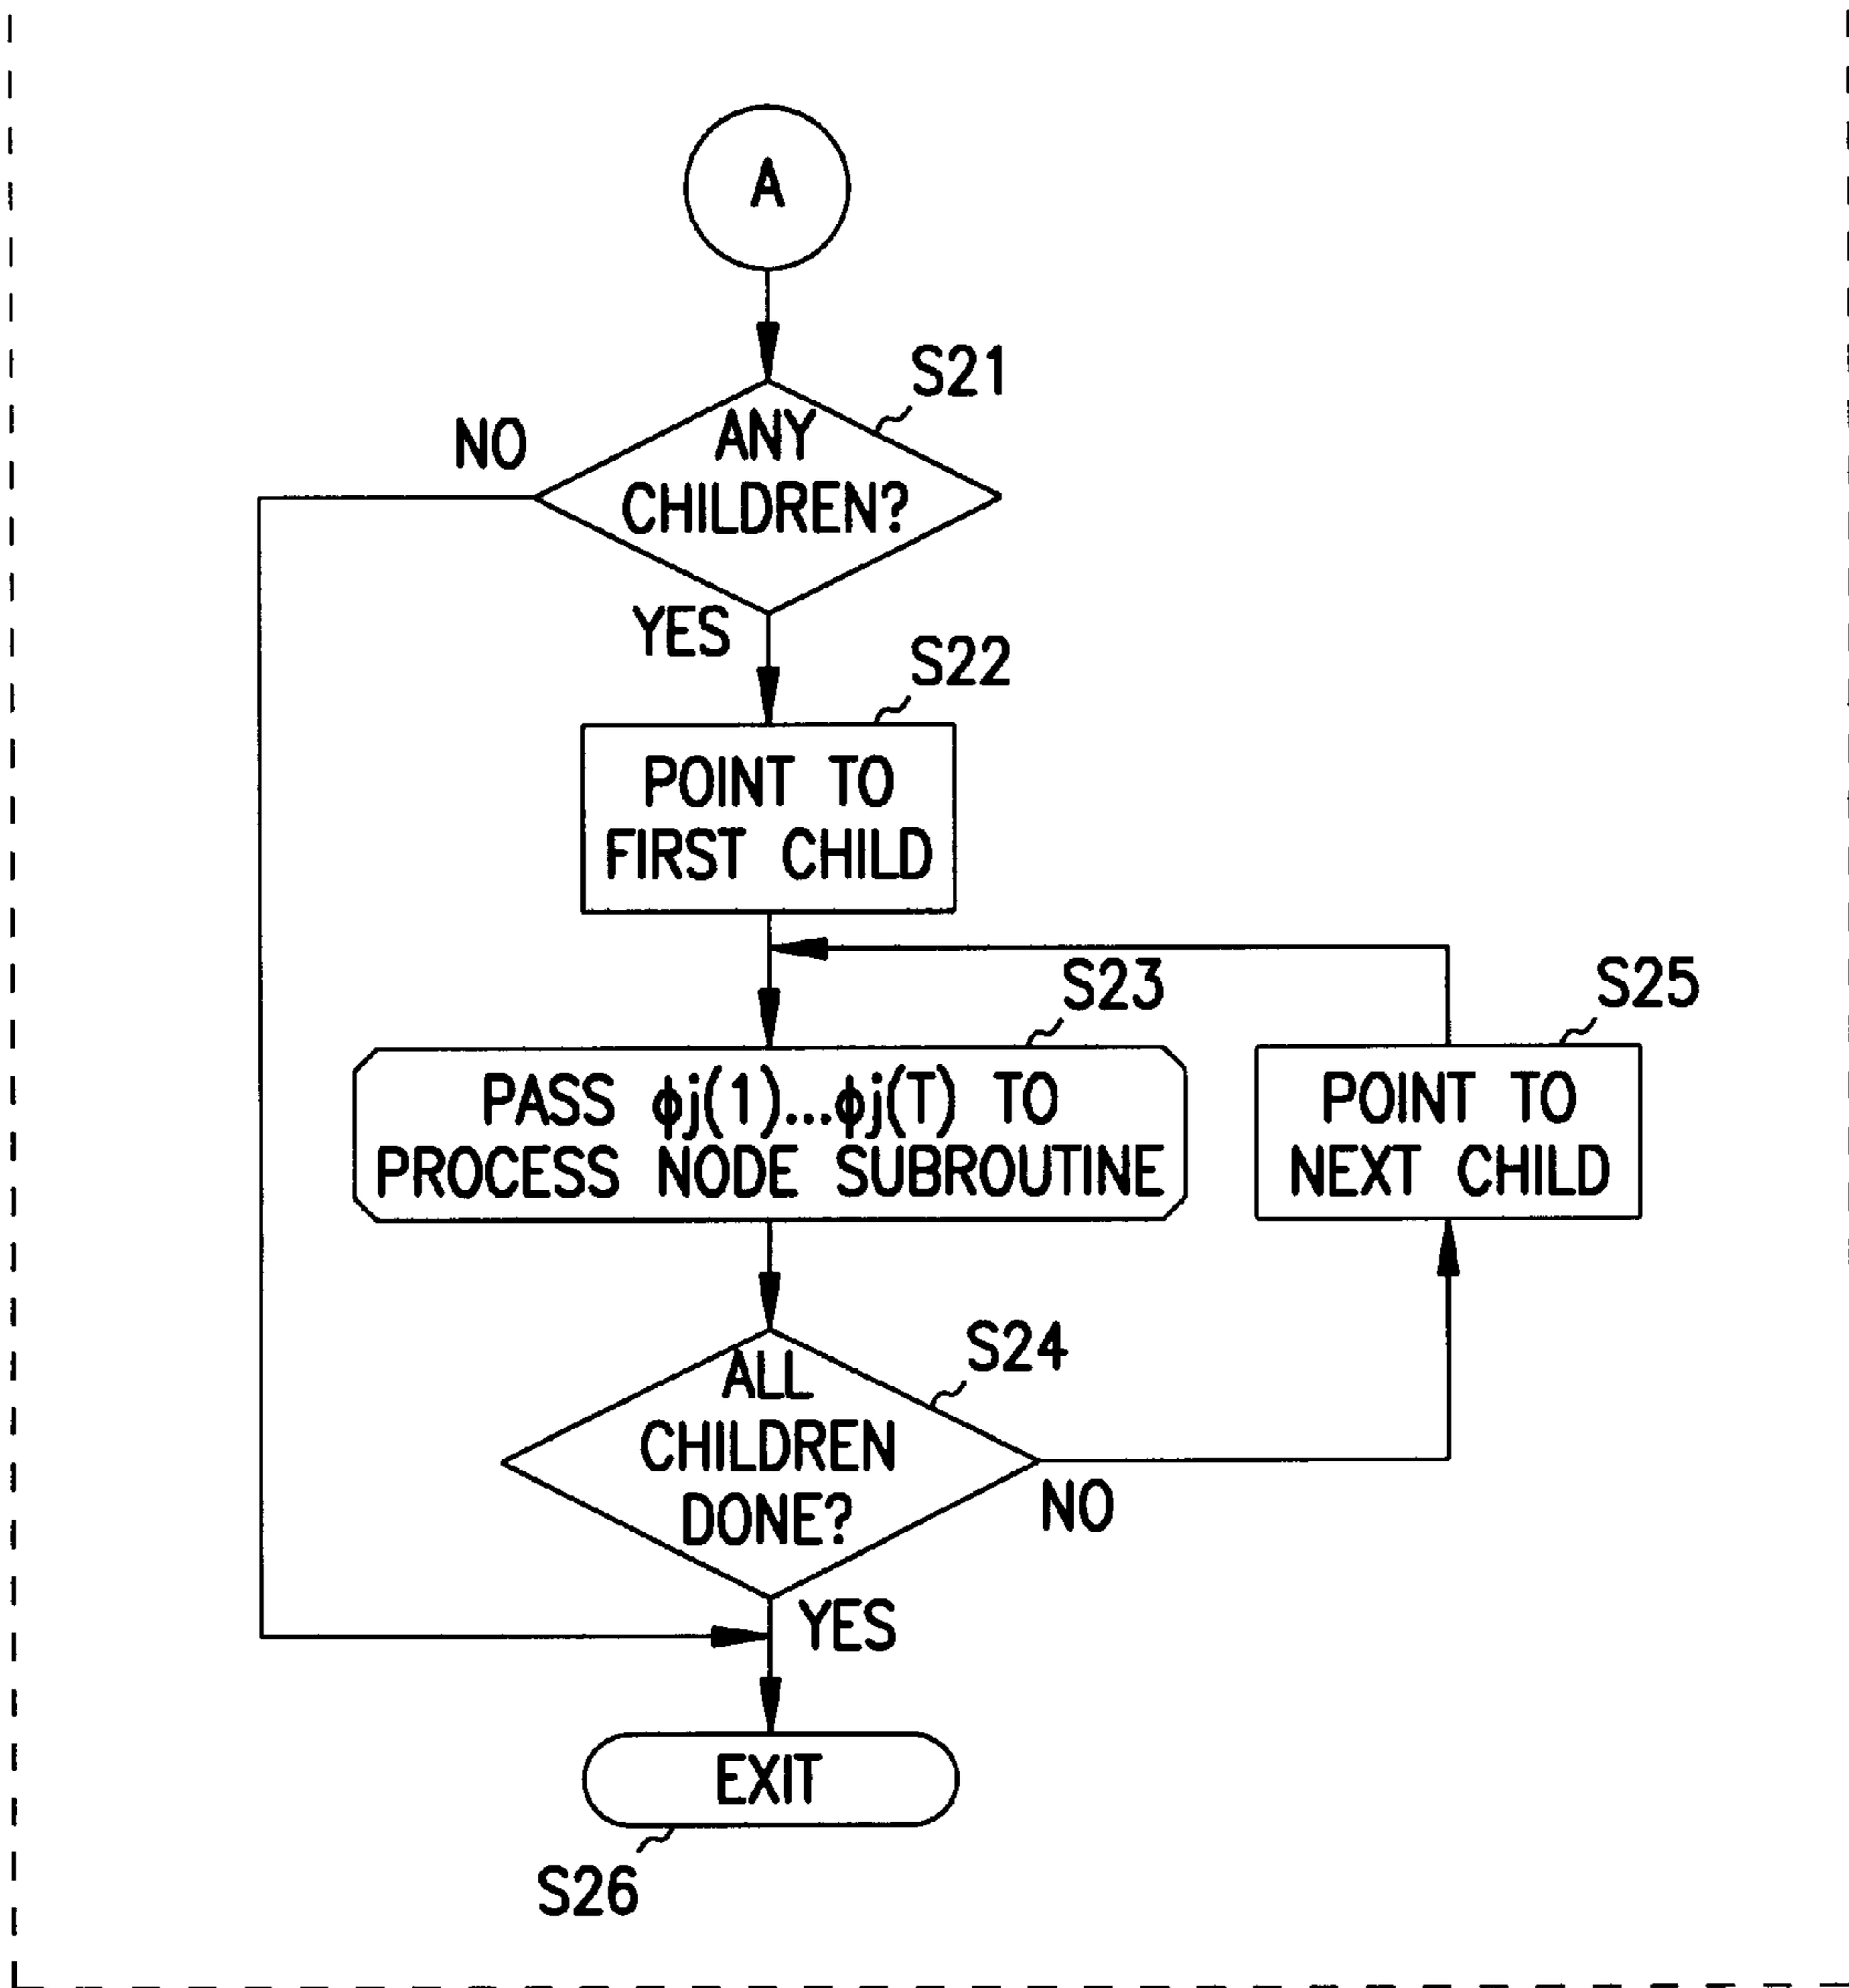 A
S21
NO
ANY
CHILDREN?
YES
S22
POINT TO
FIRST CHILD
S23
S25
PASS ϕj(1)...ϕj(T) TO
PROCESS NODE SUBROUTINE
POINT TO
NEXT CHILD
S24
ALL
CHILDREN
DONE?
NO
YES
EXIT
S26